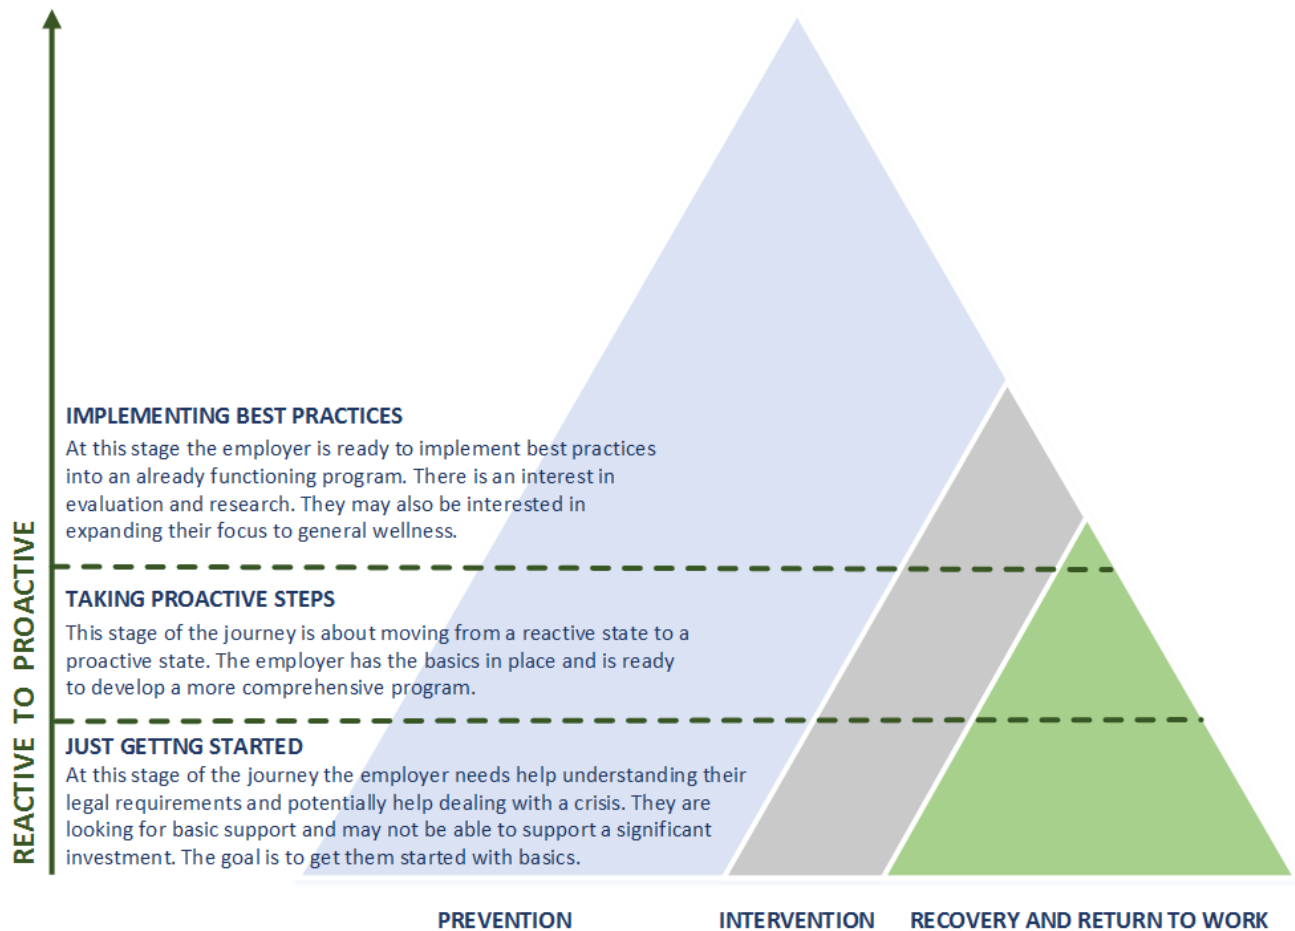 IMPLEMENTING BEST PRACTICES
At this stage the employer is ready to implement best practices
into an already functioning program. There is an interest in
evaluation and research. They may also be interested in
expanding their focus to general wellness.
TAKING PROACTIVE STEPS
This stage of the journey is about moving from a reactive state to a
proactive state. The employer has the basics in place and is ready
to develop a more comprehensive program.
JUST GETTNG STARTED
At this stage of the journey the employer needs help understanding their
legal requirements and potentially help dealing with a crisis. They are
looking for basic support and may not be able to support a significant
investment. The goal is to get them started with basics.
REACTIVE TO PROACTIVE
PREVENTION
INTERVENTION
RECOVERY AND RETURN TO WORK